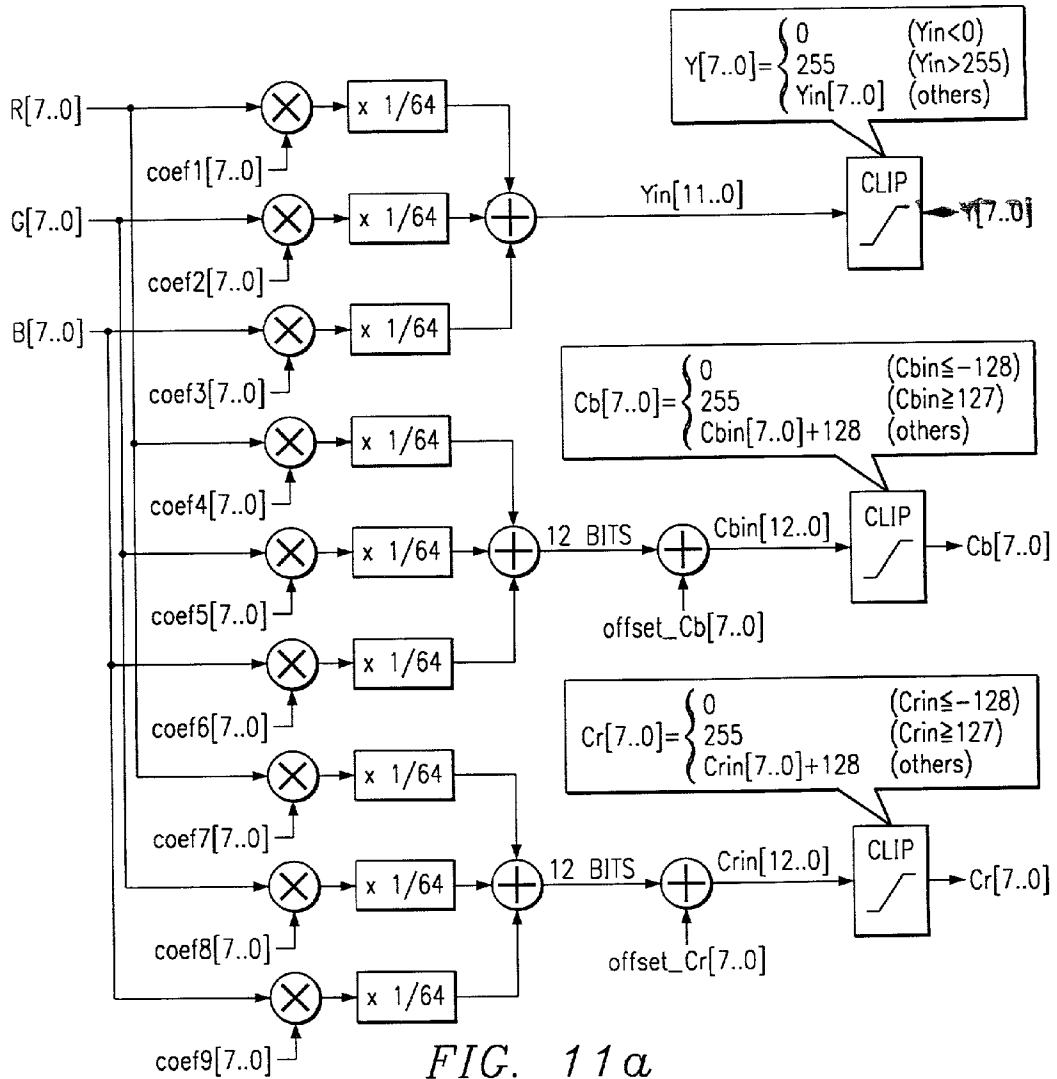 Y[7..0]= { 0 (Yin<0)
255 (Yin>255)
Yin[7..0] (others)
R[7..0]
x 1/64
coef1[7..0]
CLIP
G[7..0]
x 1/64
Yin[11..0]
Y[7..0]
coef2[7..0]
B[7..0]
x 1/64
coef3[7..0]
Cb[7..0]= { 0 (Cbin≦-128)
255 (Cbin≧127)
Cbin[7..0]+128 (others)
x 1/64
coef4[7..0]
CLIP
x 1/64
12 BITS
Cbin[12..0]
Cb[7..0]
coef5[7..0]
offset_Cb[7..0]
x 1/64
coef6[7..0]
Cr[7..0]= { 0 (Crin≦-128)
255 (Crin≧127)
Crin[7..0]+128 (others)
x 1/64
coef7[7..0]
CLIP
x 1/64
12 BITS
Crin[12..0]
Cr[7..0]
coef8[7..0]
offset_Cr[7..0]
x 1/64
coef9[7..0]
FIG. 11a